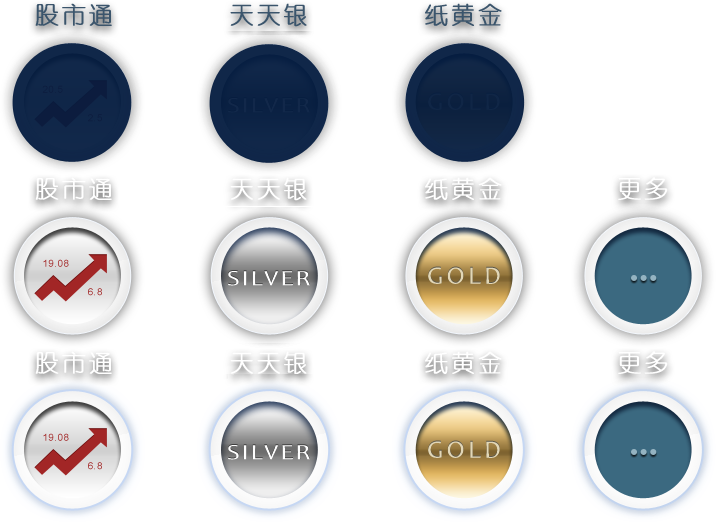 股市通 天天银 纸黄金
SILVER GOLD
股市通 天天银 纸黄金 更多
19.08
6.8
SILVER
GOLD
...
股市通 天天银 纸黄金 更多
19.08
6.8
SILVER
GOLD
...